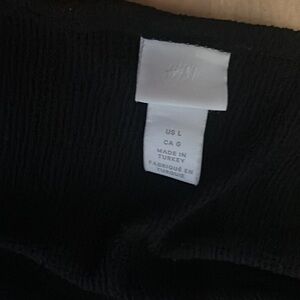 H&M
US L
CA G
MADE IN
TURKEY
FABRIQUÉ EN
TURQUIE